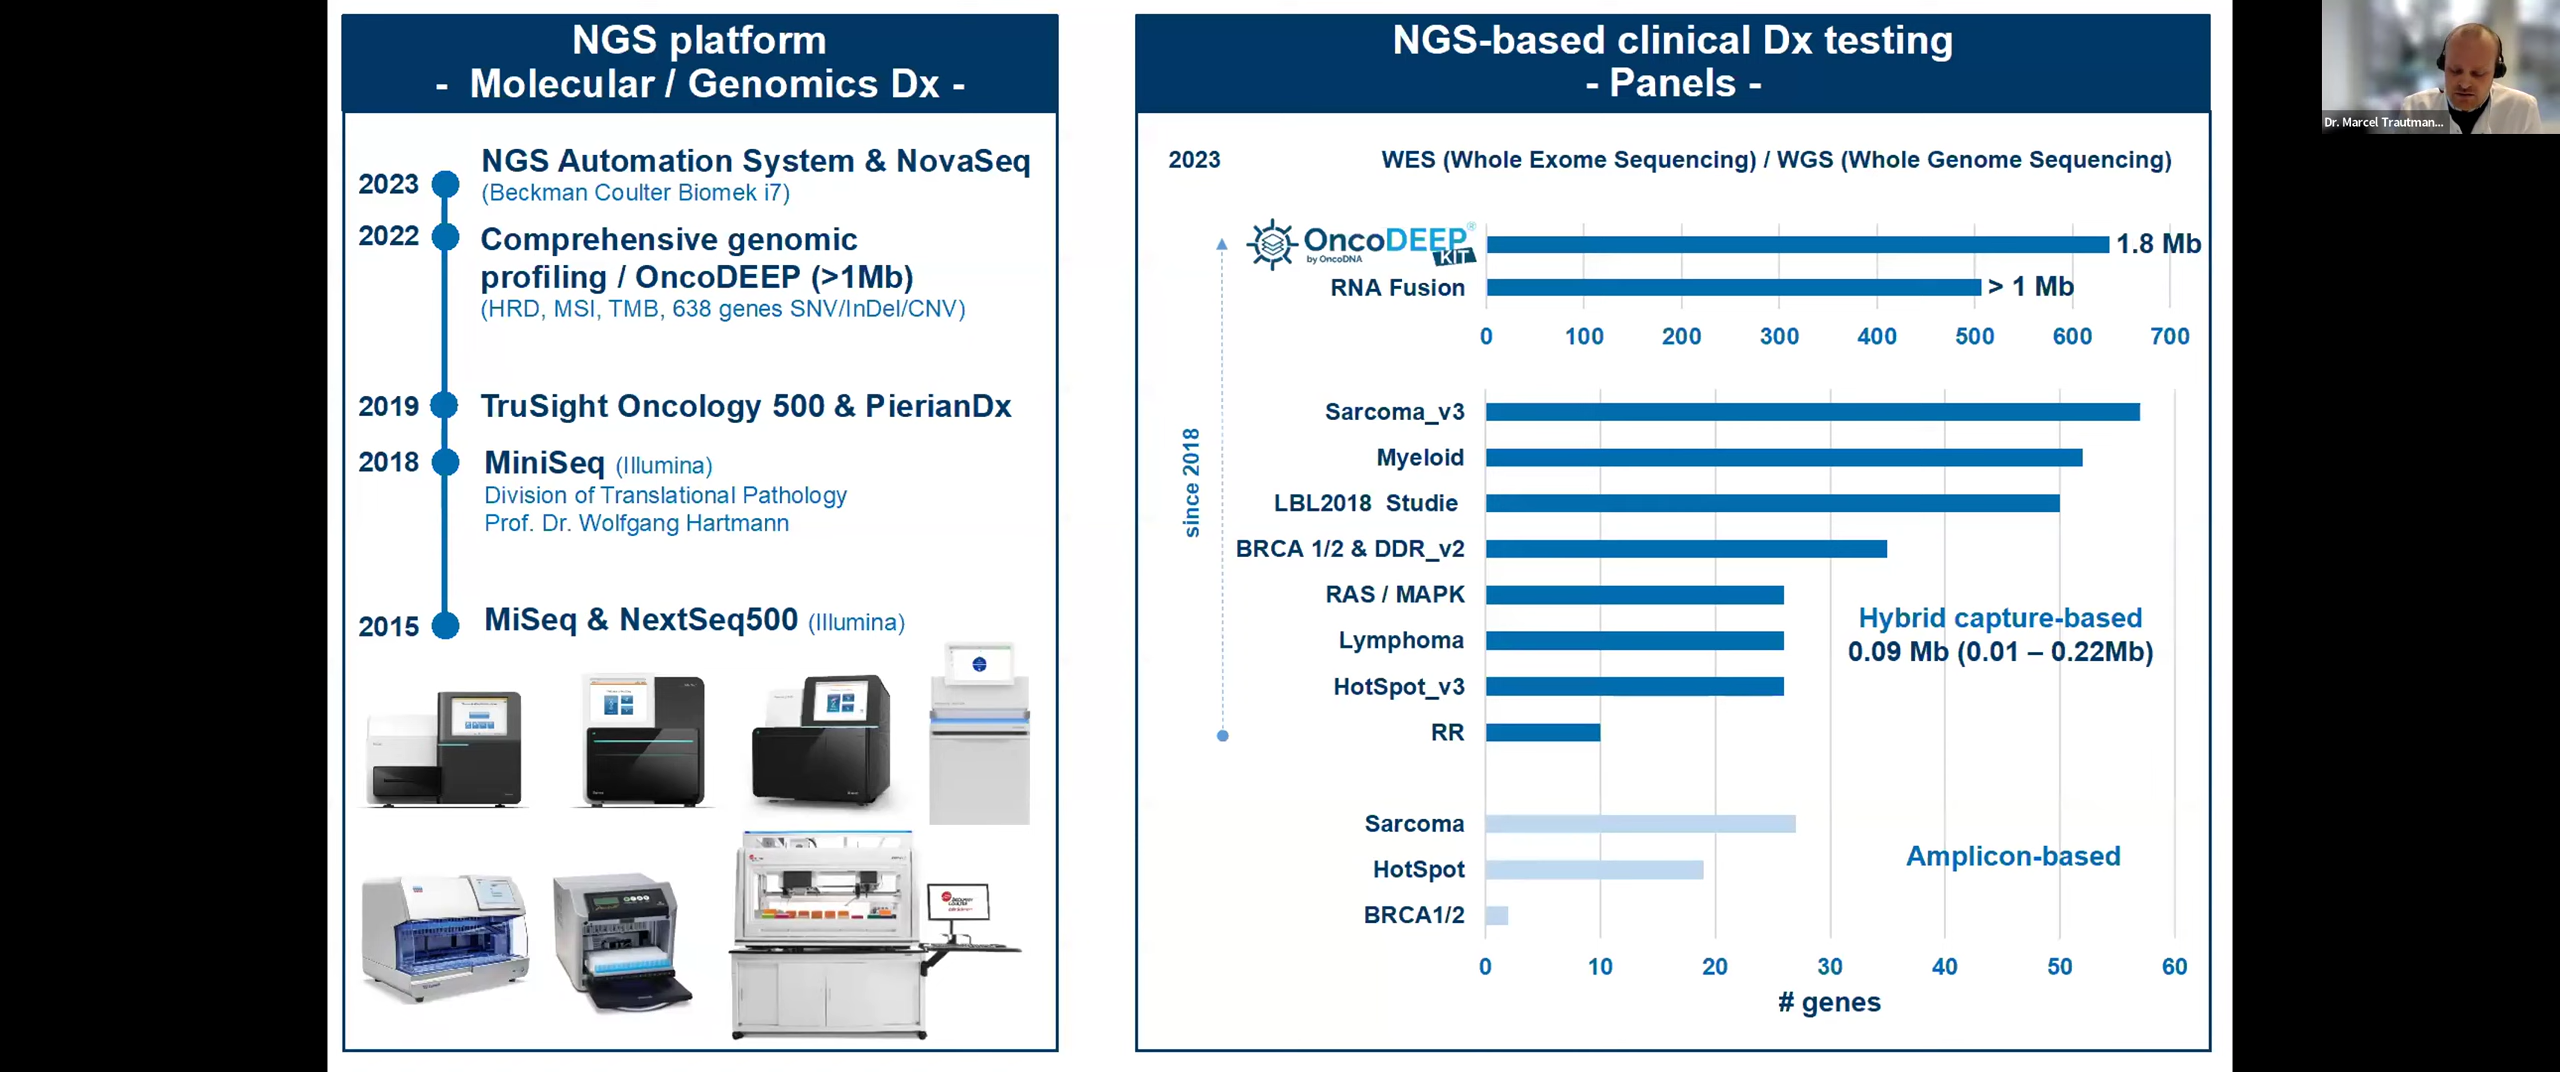 NGS platform
- Molecular / Genomics Dx -
2023
NGS Automation System & NovaSeq
(Beckman Coulter Biomek i7)
2022
Comprehensive genomic
profiling / OncoDEEP (>1Mb)
(HRD, MSI, TMB, 638 genes SNV/InDel/CNV)
2019
TruSight Oncology 500 & PierianDx
2018
MiniSeq (Illumina)
Division of Translational Pathology
Prof. Dr. Wolfgang Hartmann
2015
MiSeq & NextSeq500 (Illumina)
NGS-based clinical Dx testing
- Panels -
2023
WES (Whole Exome Sequencing) / WGS (Whole Genome Sequencing)
OncoDEEP®
KIT
by OncoDNA
1.8 Mb
RNA Fusion
> 1 Mb
0 100 200 300 400 500 600 700
since 2018
Sarcoma_v3
Myeloid
LBL2018 Studie
BRCA 1/2 & DDR_v2
RAS / MAPK
Lymphoma
HotSpot_v3
RR
Hybrid capture-based
0.09 Mb (0.01 – 0.22Mb)
Sarcoma
HotSpot
BRCA1/2
Amplicon-based
0 10 20 30 40 50 60
# genes
Dr. Marcel Trautman...